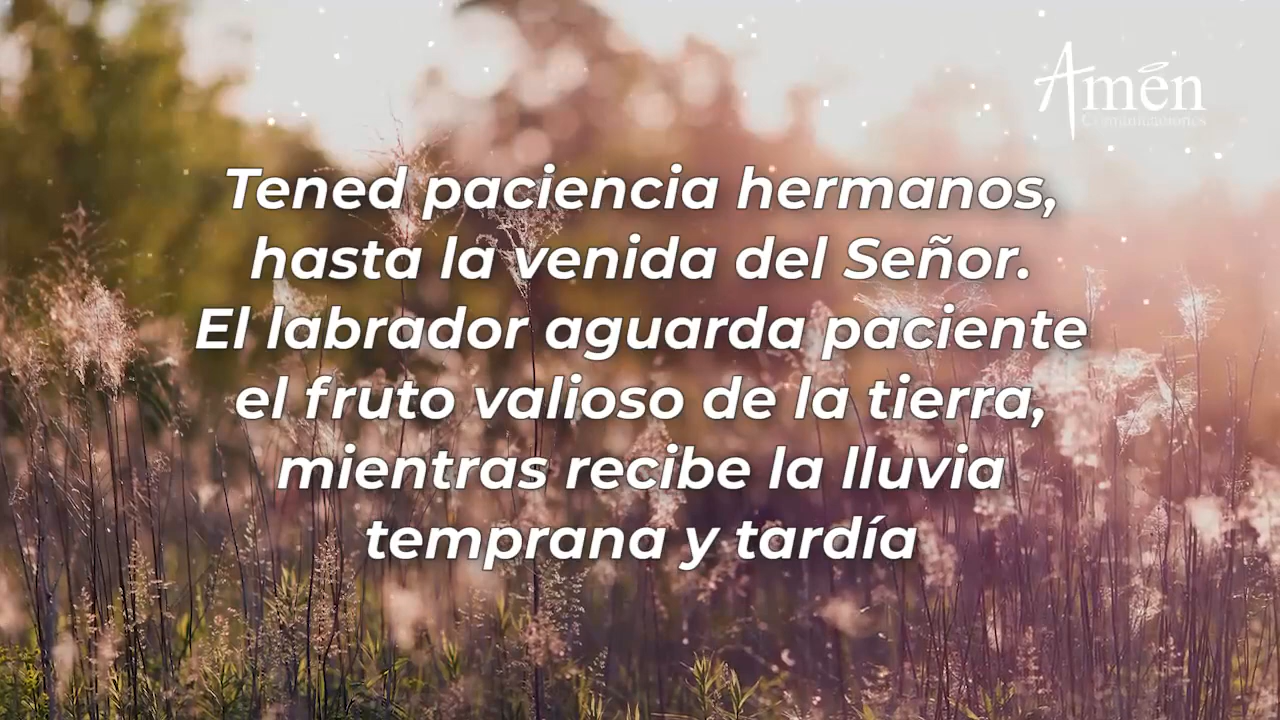 Amén
Comunicaciones
Tened paciencia hermanos,
hasta la venida del Señor.
El labrador aguarda paciente
el fruto valioso de la tierra,
mientras recibe la lluvia
temprana y tardía